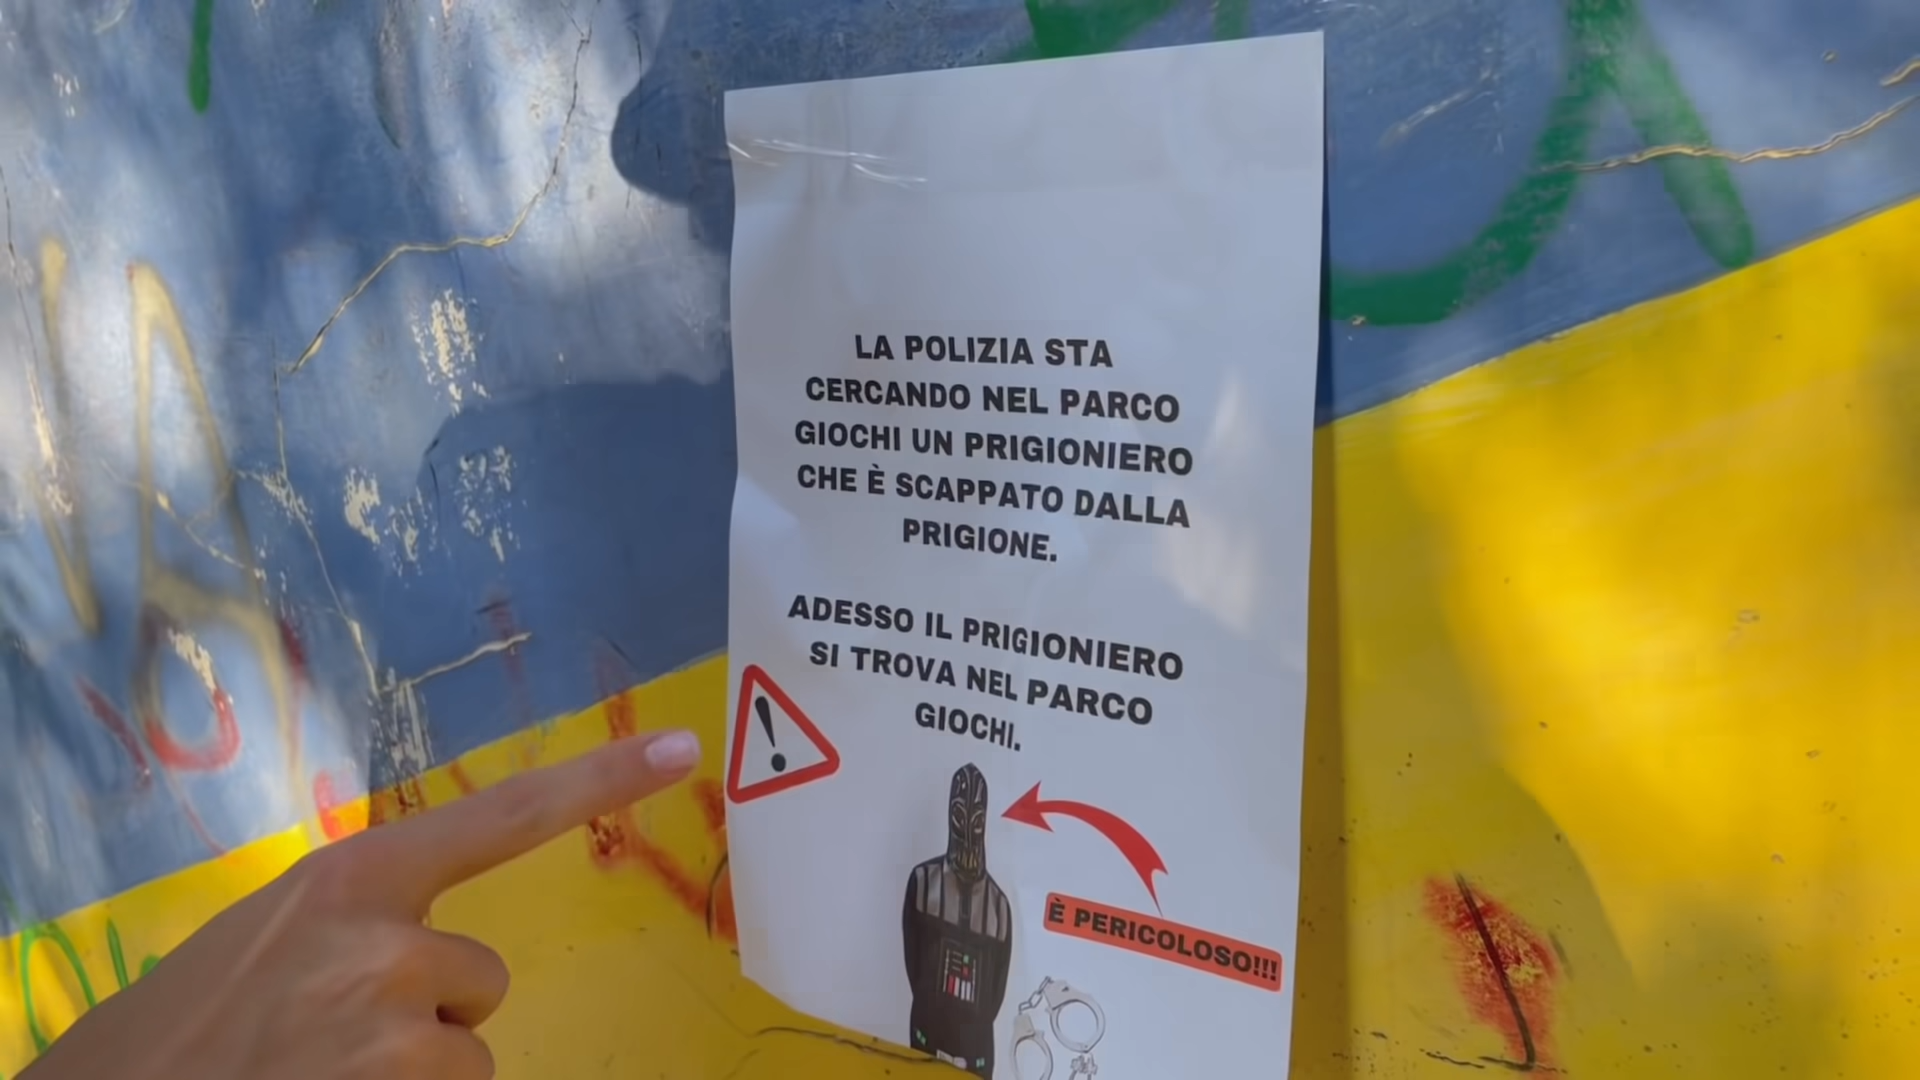 LA POLIZIA STA
CERCANDO NEL PARCO
GIOCHI UN PRIGIONIERO
CHE È SCAPPATO DALLA
PRIGIONE.
ADESSO IL PRIGIONIERO
SI TROVA NEL PARCO
GIOCHI.
È PERICOLOSO!!!